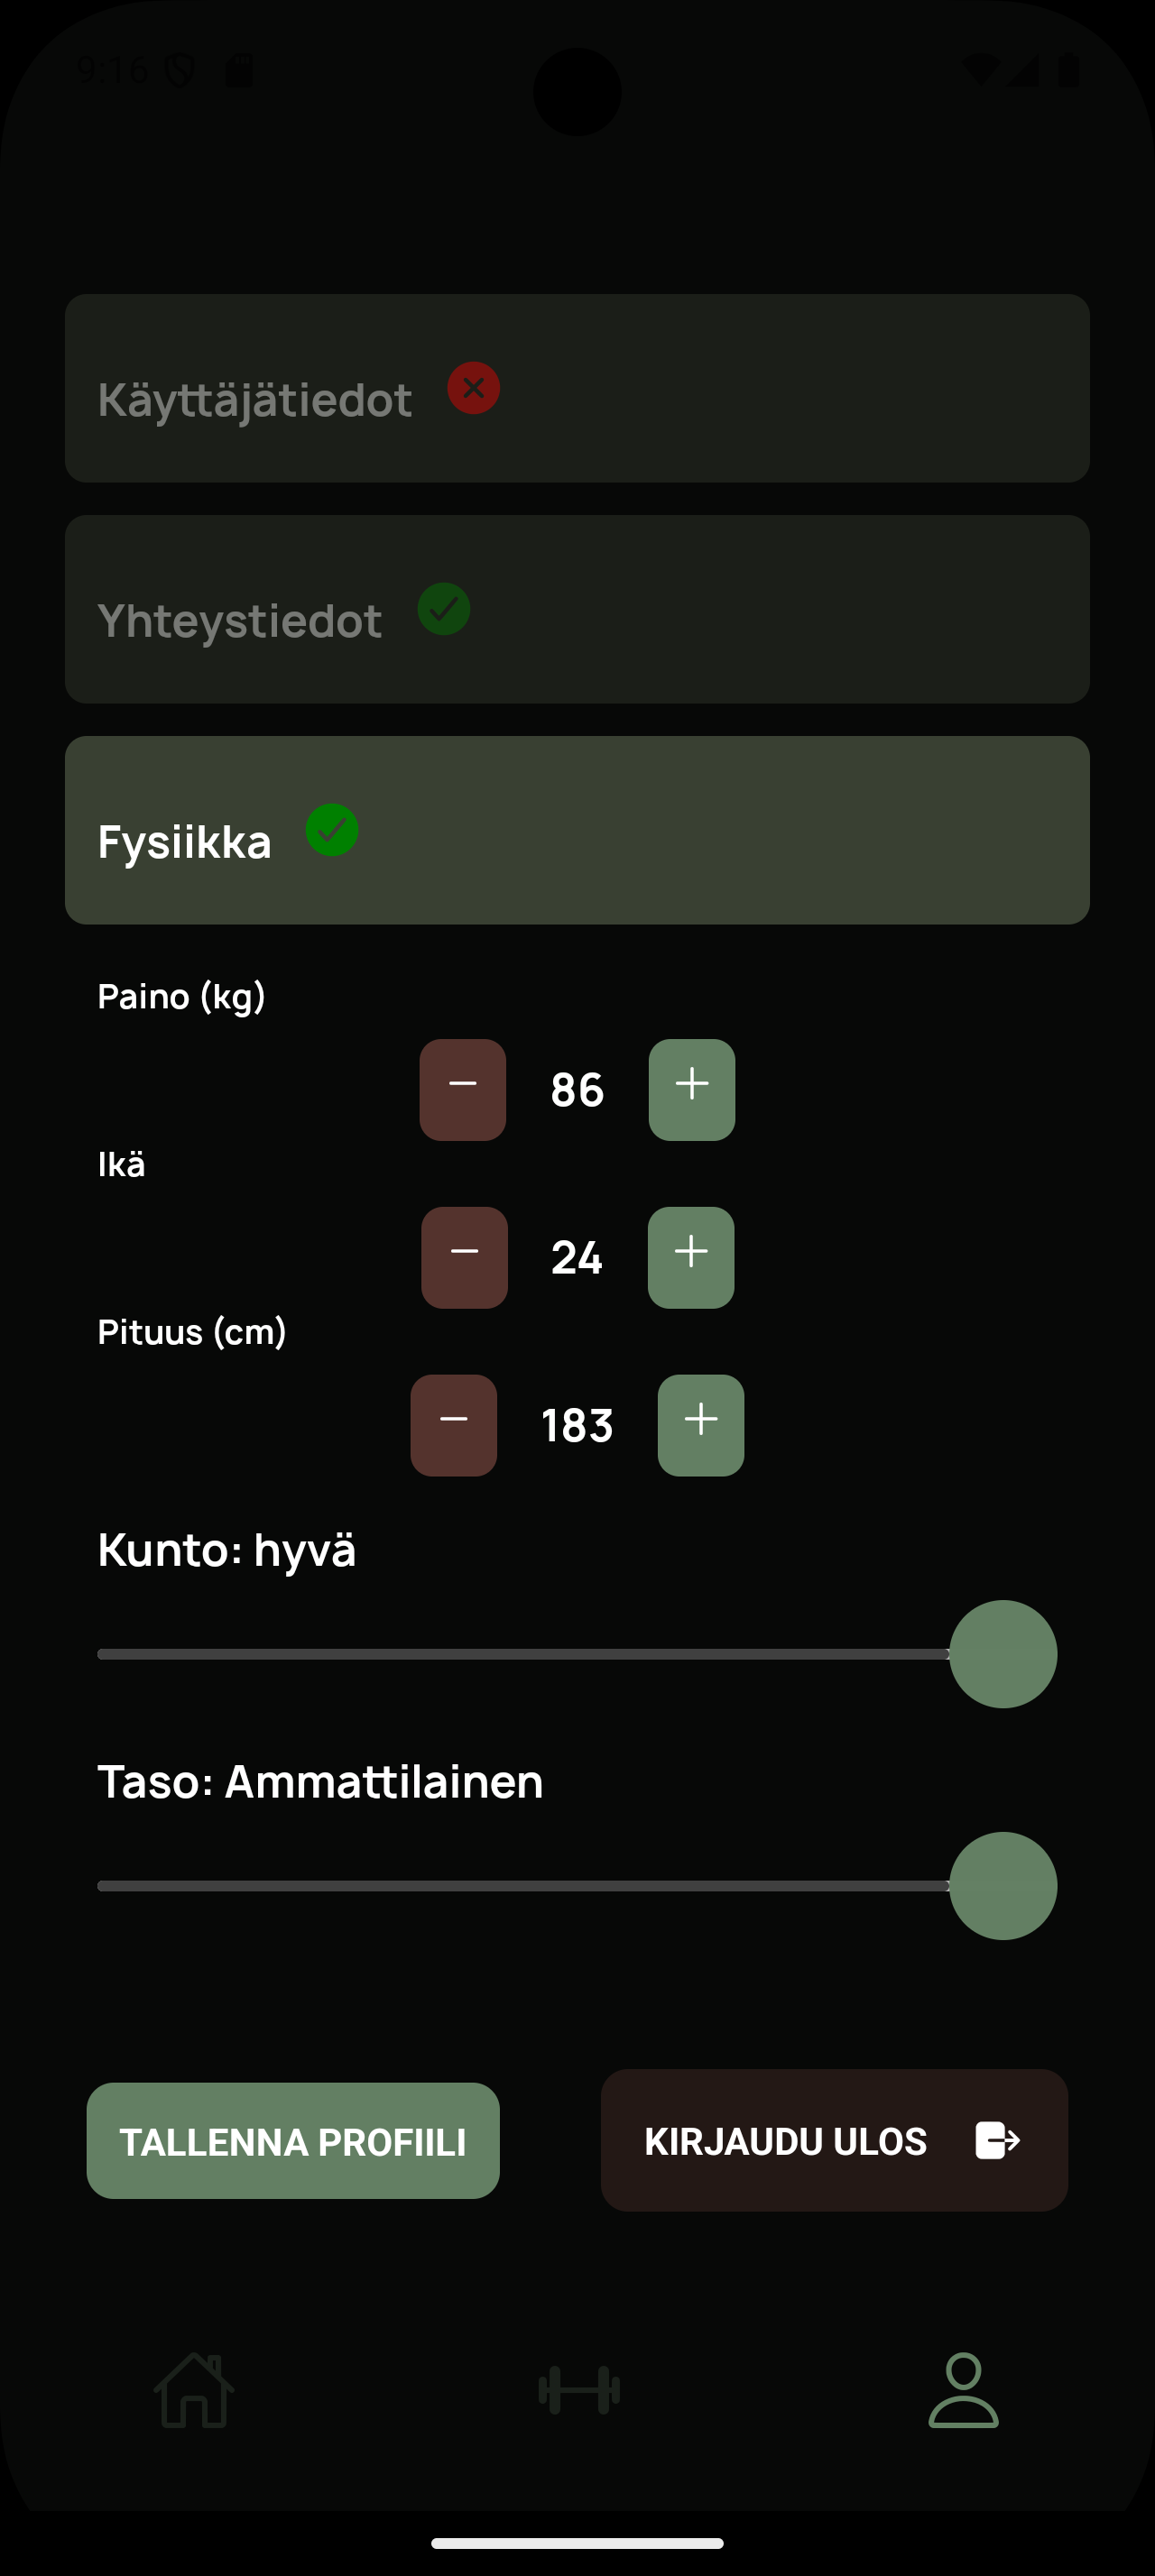 9:16
Käyttäjätiedot
Yhteystiedot
Fysiikka
Paino (kg)
86
Ikä
24
Pituus (cm)
183
Kunto: hyvä
Taso: Ammattilainen
TALLENNA PROFIILI
KIRJAUDU ULOS